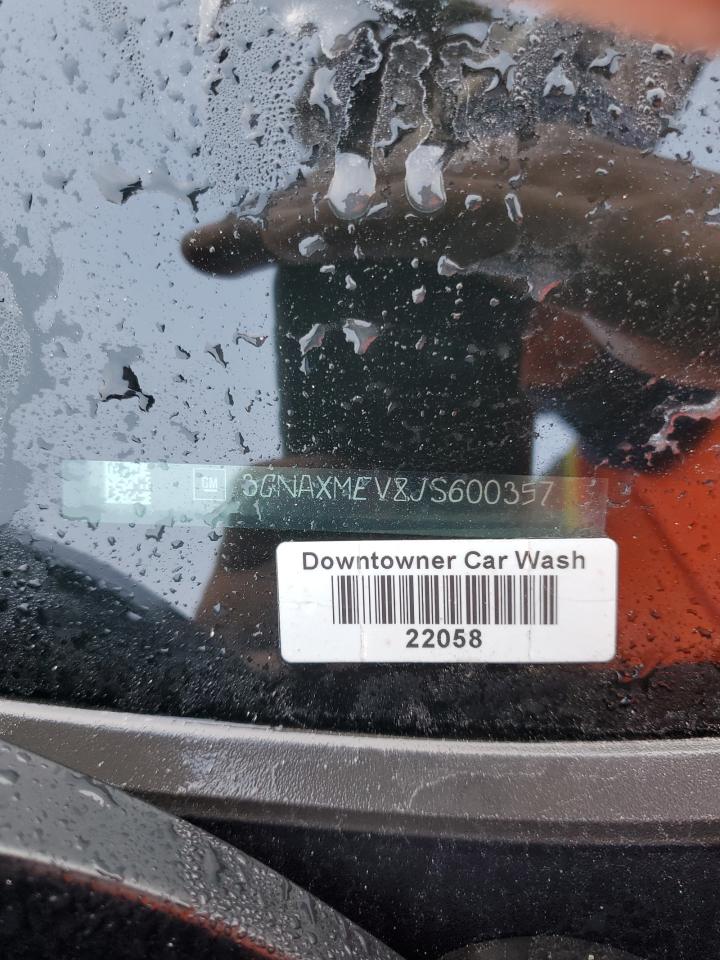 GM 3GNAXMEV8JS600357
Downtowner Car Wash
22058